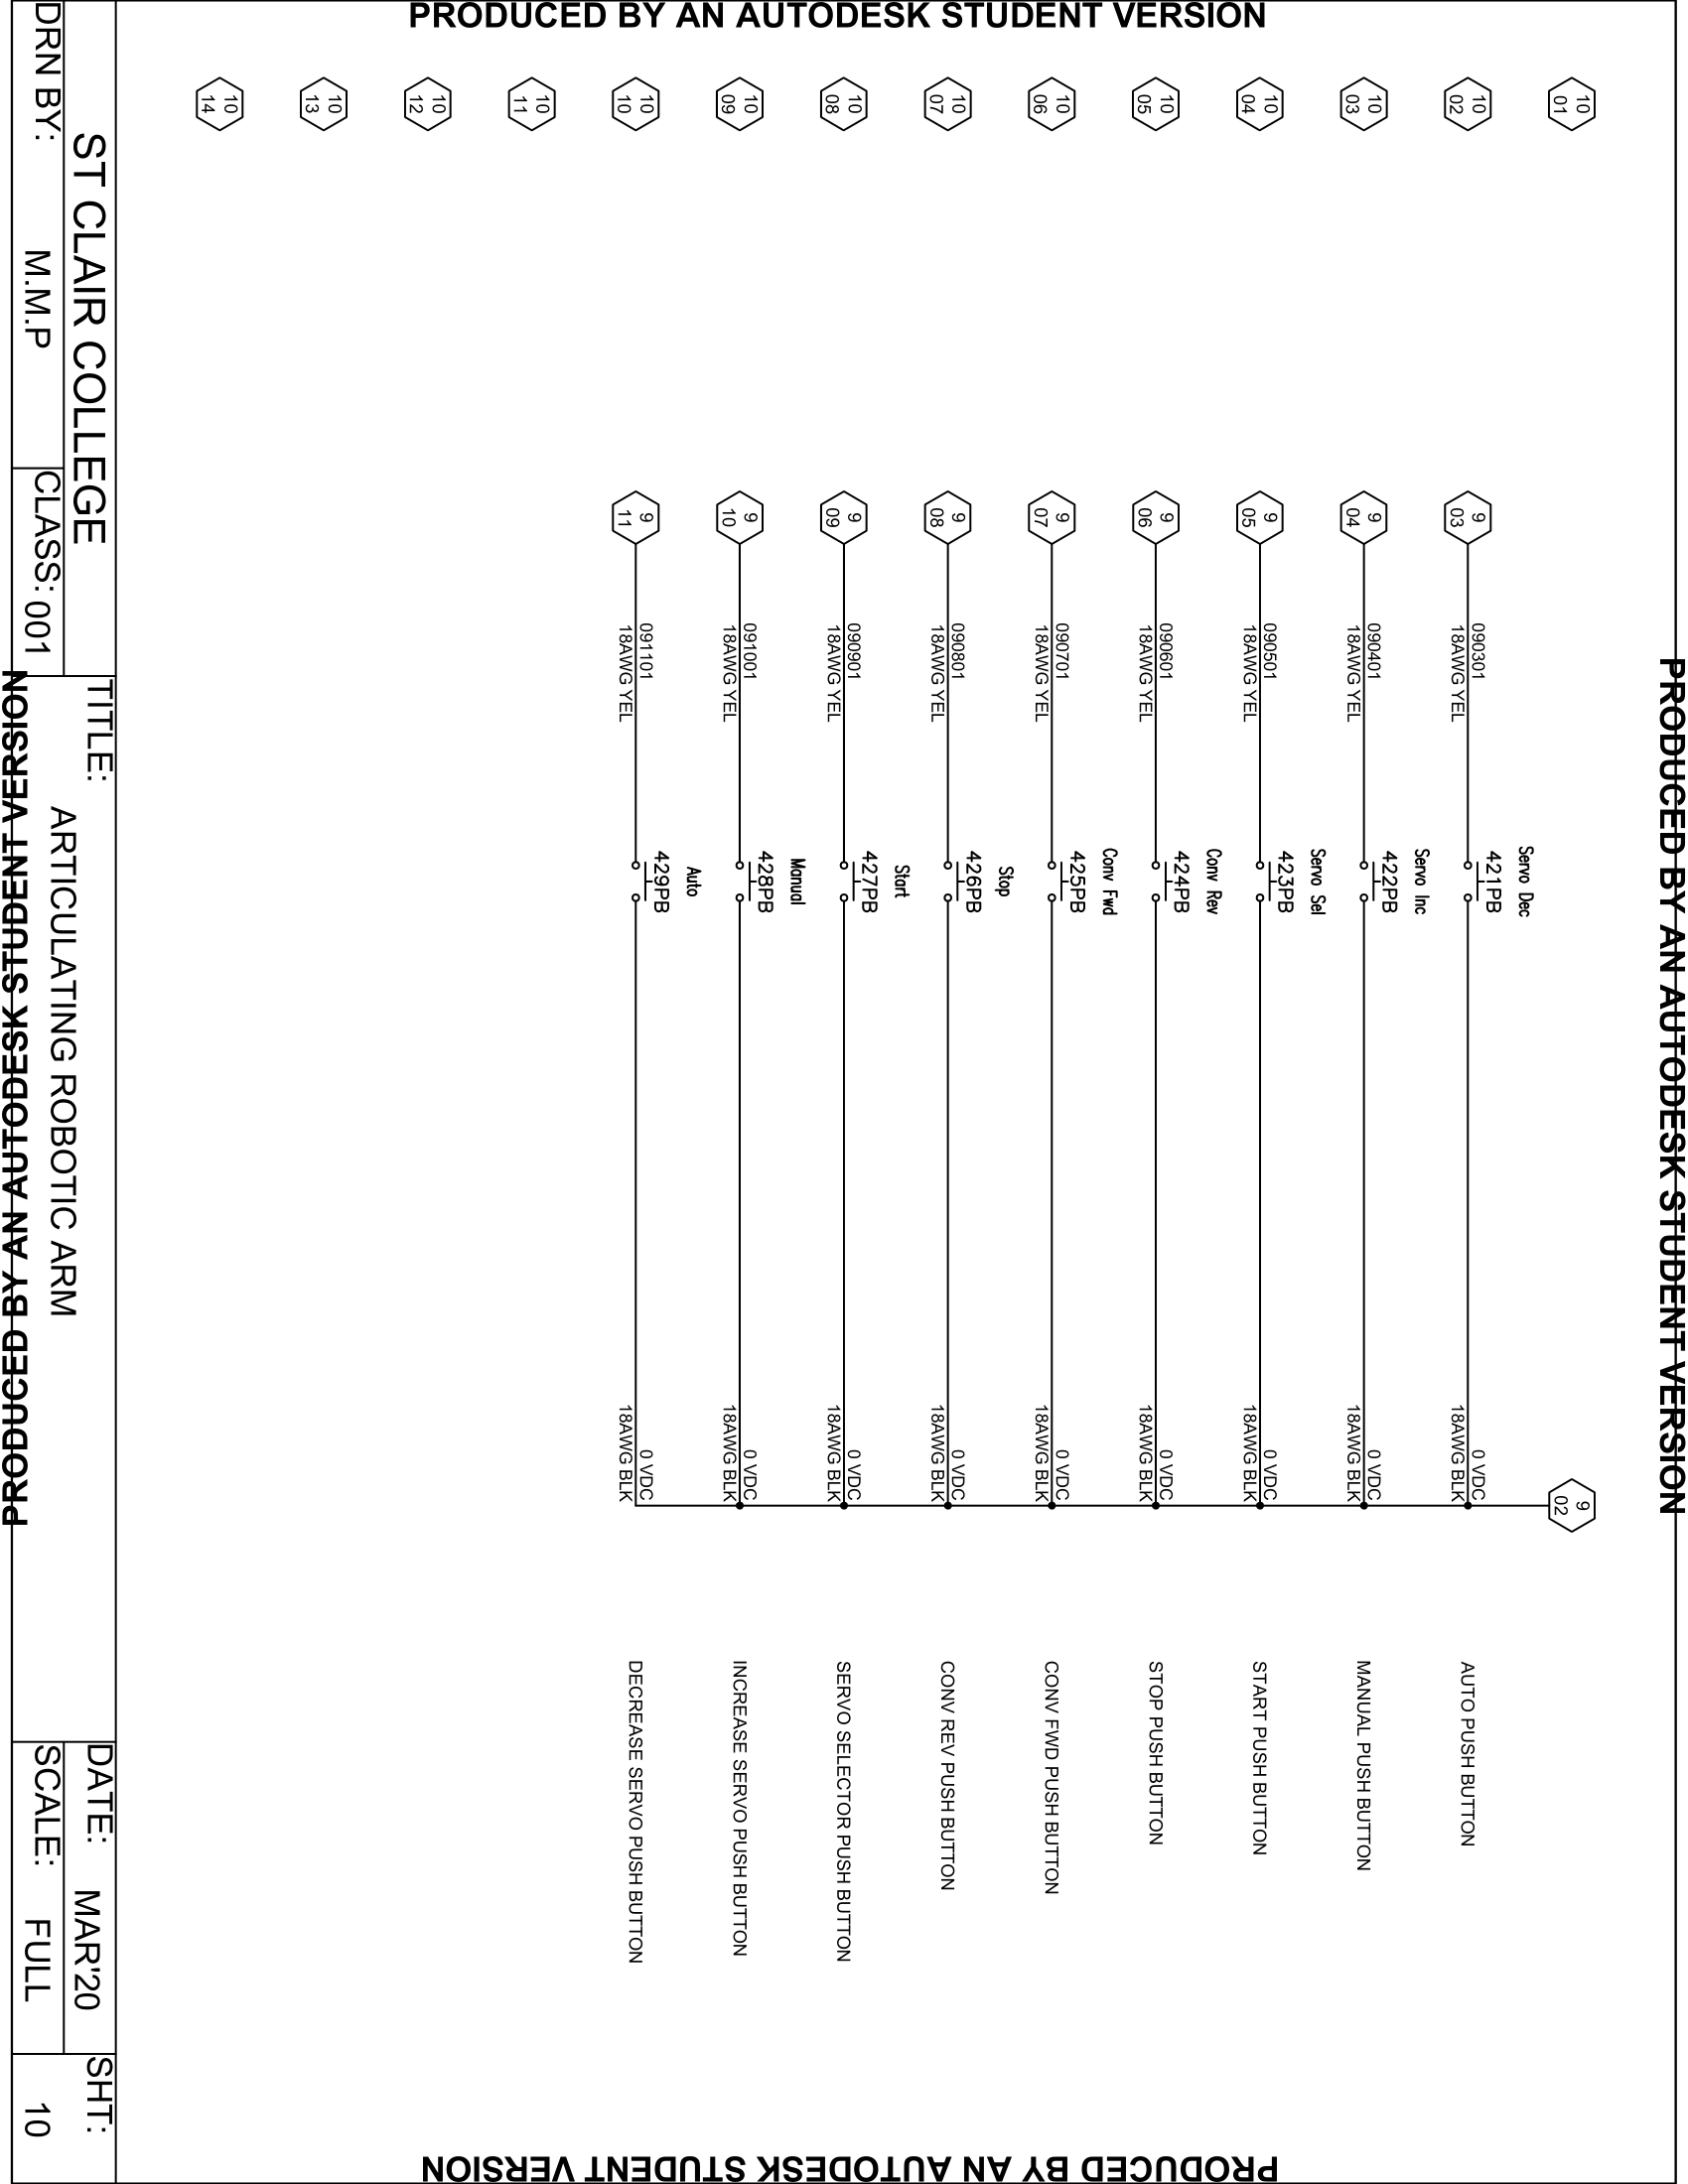 PRODUCED BY AN AUTODESK STUDENT VERSION
PRODUCED BY AN AUTODESK STUDENT VERSION
PRODUCED BY AN AUTODESK STUDENT VERSION
PRODUCED BY AN AUTODESK STUDENT VERSION
10
01
9
02
10
02
9
03
090301
18AWG YEL
Servo Dec
421PB
0 VDC
18AWG BLK
AUTO PUSH BUTTON
10
03
9
04
090401
18AWG YEL
Servo Inc
422PB
0 VDC
18AWG BLK
MANUAL PUSH BUTTON
10
04
9
05
090501
18AWG YEL
Servo Sel
423PB
0 VDC
18AWG BLK
START PUSH BUTTON
10
05
9
06
090601
18AWG YEL
Conv Rev
424PB
0 VDC
18AWG BLK
STOP PUSH BUTTON
10
06
9
07
090701
18AWG YEL
Conv Fwd
425PB
0 VDC
18AWG BLK
CONV FWD PUSH BUTTON
10
07
9
08
090801
18AWG YEL
Stop
426PB
0 VDC
18AWG BLK
CONV REV PUSH BUTTON
10
08
9
09
090901
18AWG YEL
Start
427PB
0 VDC
18AWG BLK
SERVO SELECTOR PUSH BUTTON
10
09
9
10
091001
18AWG YEL
Manual
428PB
0 VDC
18AWG BLK
INCREASE SERVO PUSH BUTTON
10
10
9
11
091101
18AWG YEL
Auto
429PB
0 VDC
18AWG BLK
DECREASE SERVO PUSH BUTTON
10
11
10
12
10
13
10
14
ST CLAIR COLLEGE
DRN BY: M.M.P
CLASS: 001
TITLE:
ARTICULATING ROBOTIC ARM
DATE: MAR'20
SCALE: FULL
SHT:
10